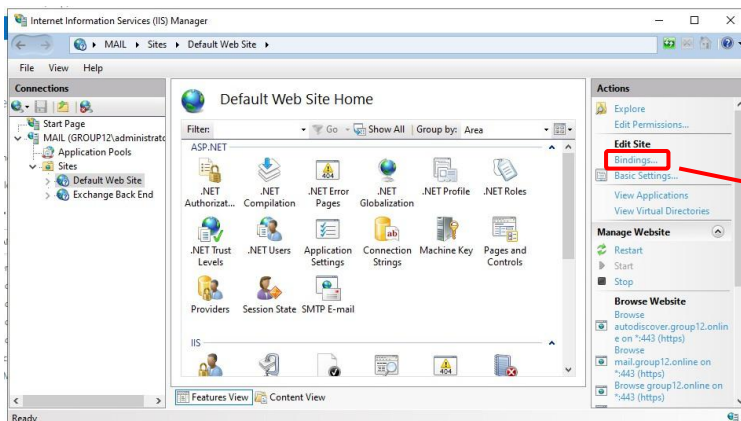 Internet Information Services (IIS) Manager
MAIL Sites Default Web Site
File View Help
Connections
Start Page
MAIL (GROUP12\administrato
Application Pools
Sites
Default Web Site
Exchange Back End
Default Web Site Home
Filter: Go Show All Group by: Area
ASP.NET
.NET .NET .NET Error .NET .NET Profile .NET Roles
Authorizat... Compilation Pages Globalization
.NET Trust .NET Users Application Connection Machine Key Pages and
Levels Settings Strings Controls
Providers Session State SMTP E-mail
IIS
Features View Content View
Actions
Explore
Edit Permissions...
Edit Site
Bindings...
Basic Settings...
View Applications
View Virtual Directories
Manage Website
Restart
Start
Stop
Browse Website
Browse
autodiscover.group12.onlin
e on *:443 (https)
Browse
mail.group12.online on
*:443 (https)
Browse group12.online on
*:443 (https)
Ready